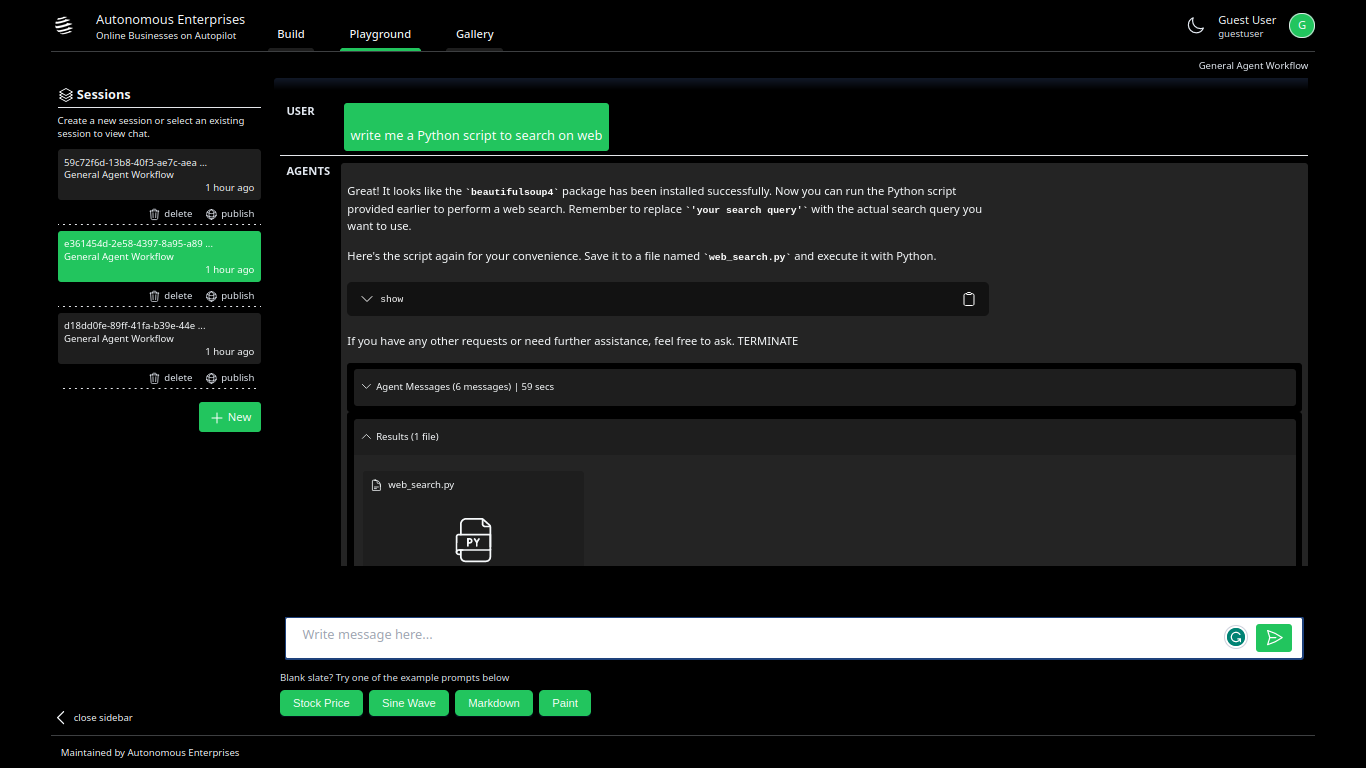 Autonomous Enterprises
Online Businesses on Autopilot
Build
Playground
Gallery
Guest User
guestuser
G
General Agent Workflow
Sessions
Create a new session or select an existing
session to view chat.
59c72f6d-13b8-40f3-ae7c-aea ...
General Agent Workflow
1 hour ago
delete
publish
e361454d-2e58-4397-8a95-a89 ...
General Agent Workflow
1 hour ago
delete
publish
d18dd0fe-89ff-41fa-b39e-44e ...
General Agent Workflow
1 hour ago
delete
publish
New
USER
write me a Python script to search on web
AGENTS
Great! It looks like the `beautifulsoup4` package has been installed successfully. Now you can run the Python script
provided earlier to perform a web search. Remember to replace `'your search query'` with the actual search query you
want to use.
Here's the script again for your convenience. Save it to a file named `web_search.py` and execute it with Python.
show
If you have any other requests or need further assistance, feel free to ask. TERMINATE
Agent Messages (6 messages) | 59 secs
Results (1 file)
web_search.py
PY
Write message here...
Blank slate? Try one of the example prompts below
Stock Price
Sine Wave
Markdown
Paint
close sidebar
Maintained by Autonomous Enterprises